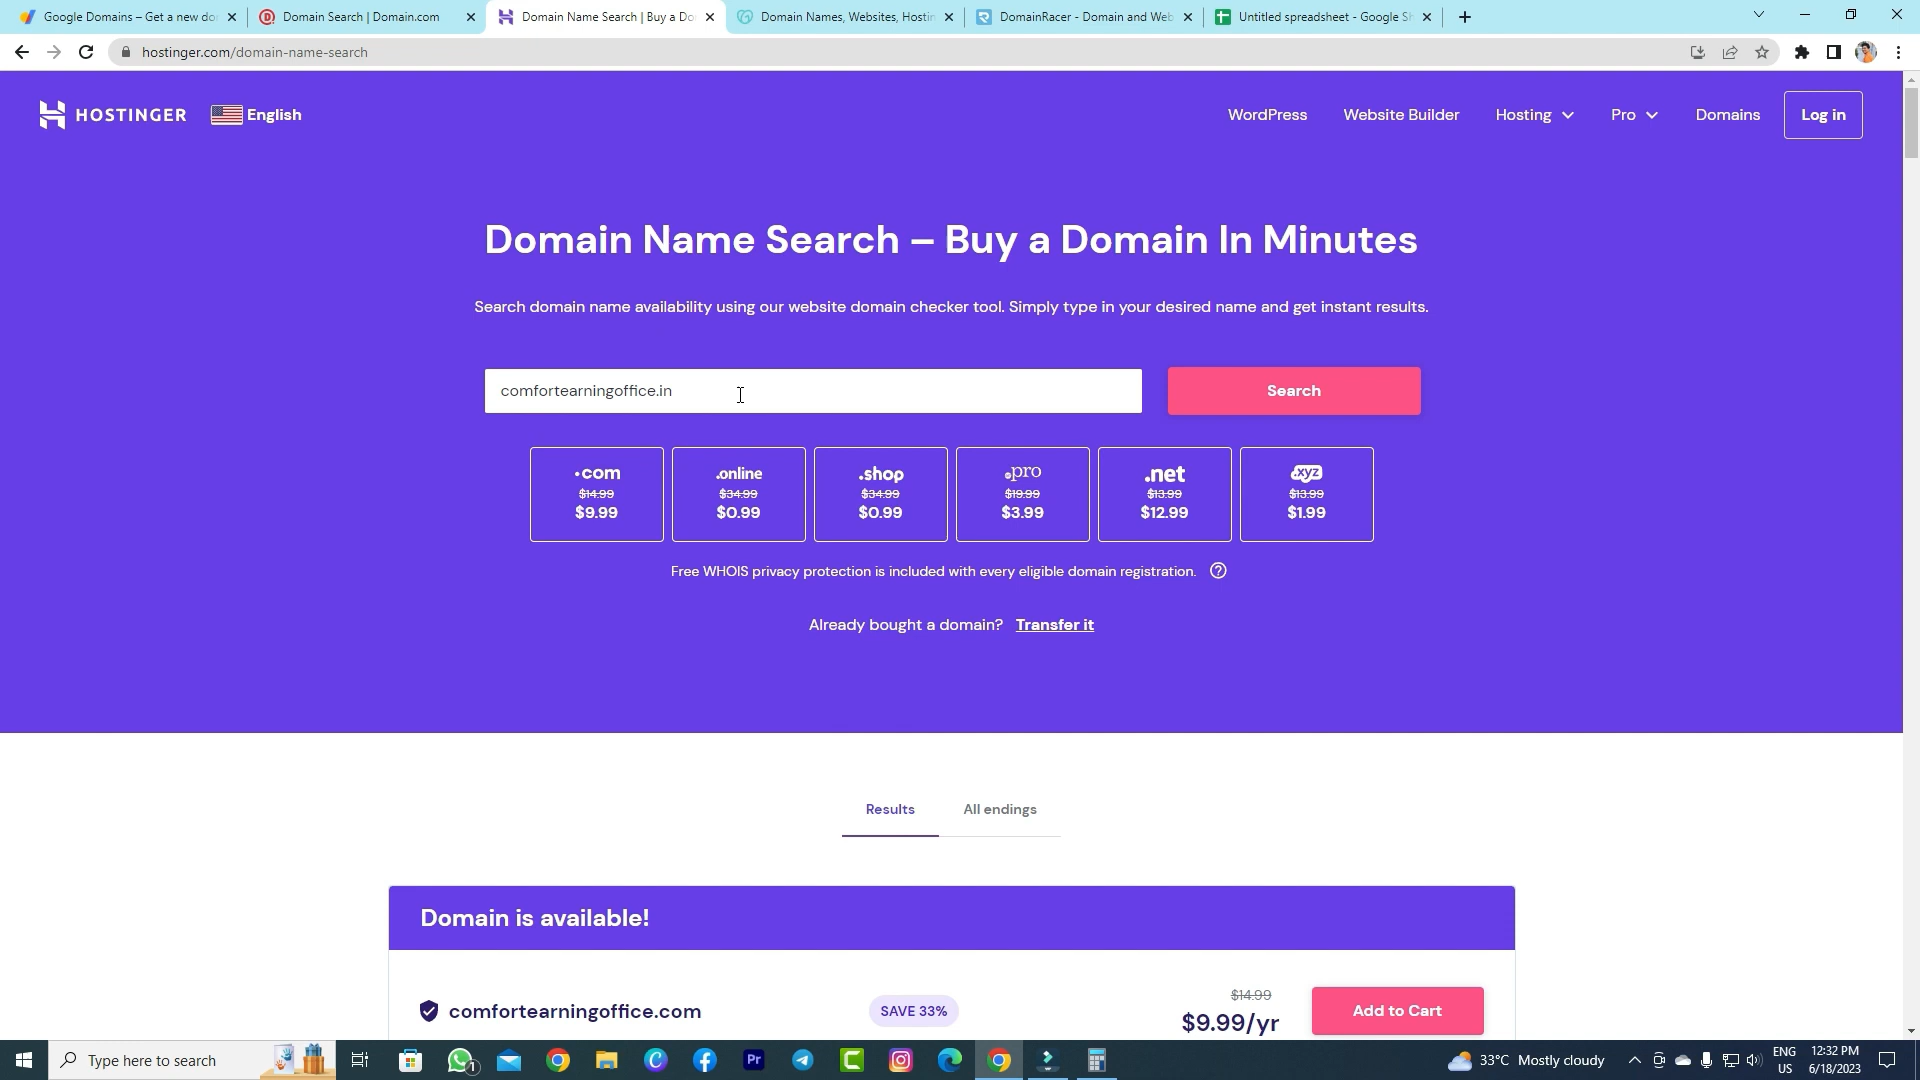 Google Domains – Get a new do
Domain Search | Domain.com
Domain Name Search | Buy a Do
Domain Names, Websites, Hostin
DomainRacer - Domain and Web
Untitled spreadsheet - Google Sh
hostinger.com/domain-name-search
HOSTINGER
English
WordPress
Website Builder
Hosting
Pro
Domains
Log in
Domain Name Search – Buy a Domain In Minutes
Search domain name availability using our website domain checker tool. Simply type in your desired name and get instant results.
comfortearningoffice.in
Search
.com
$14.99
$9.99
.online
$34.99
$0.99
.shop
$34.99
$0.99
.pro
$19.99
$3.99
.net
$13.99
$12.99
.xyz
$13.99
$1.99
Free WHOIS privacy protection is included with every eligible domain registration.
Already bought a domain? Transfer it
Results
All endings
Domain is available!
comfortearningoffice.com
SAVE 33%
$14.99
$9.99/yr
Add to Cart
Type here to search
1
Pr
33°C Mostly cloudy
ENG
US
12:32 PM
6/18/2023